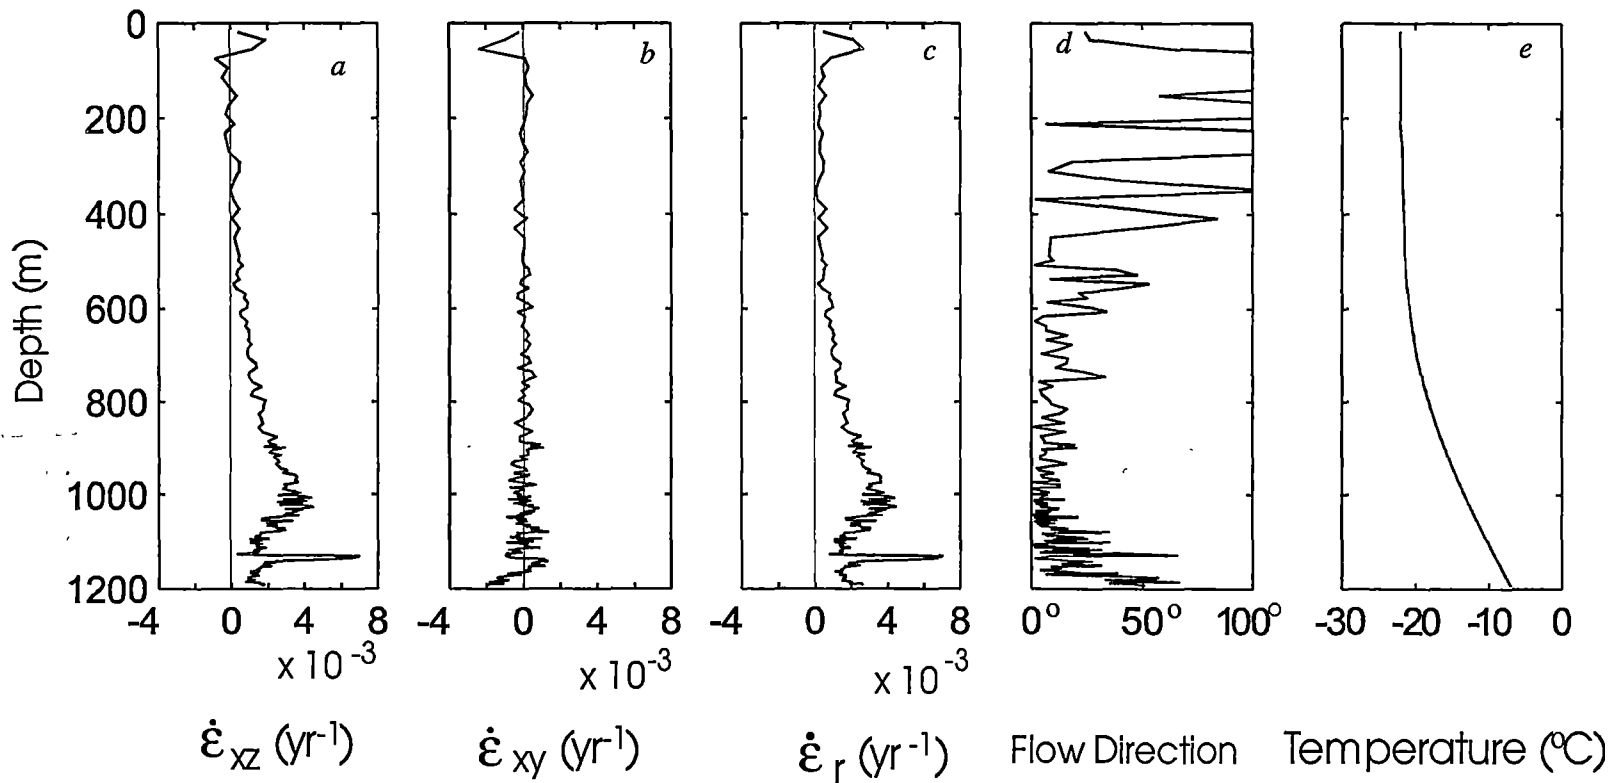 0
200
400
600
800
1000
1200
Depth (m)
a
b
c
d
e
-4 0 4 8
-4 0 4 8
-4 0 4 8
0° 50° 100°
-30 -20 -10 0
x 10⁻³
x 10⁻³
x 10⁻³
ε̇ xz (yr⁻¹)
ε̇ xy (yr⁻¹)
ε̇ r (yr⁻¹)
Flow Direction
Temperature (ºC)